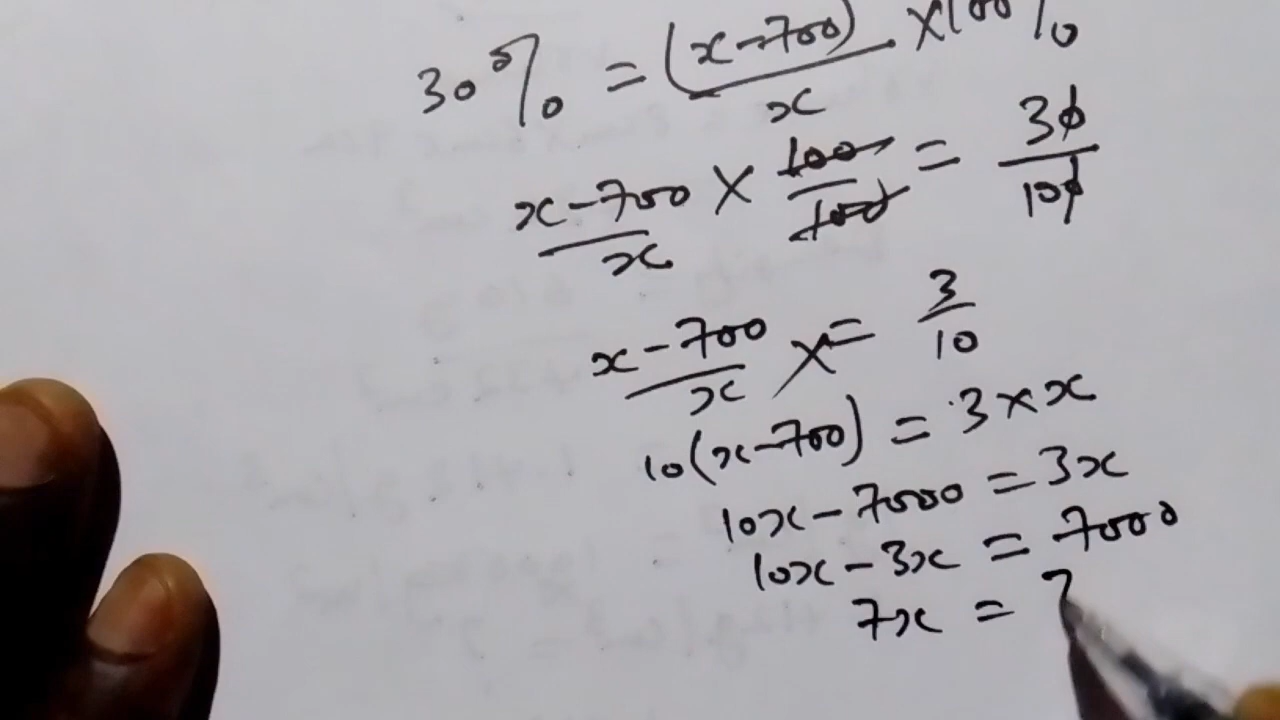 30% = (x-700)/x ×100%
x-700/x × 100/100 = 30/100
x-700/x × = 3/10
10(x-700) = 3×x
10x-7000 = 3x
10x-3x = 7000
7x = 7